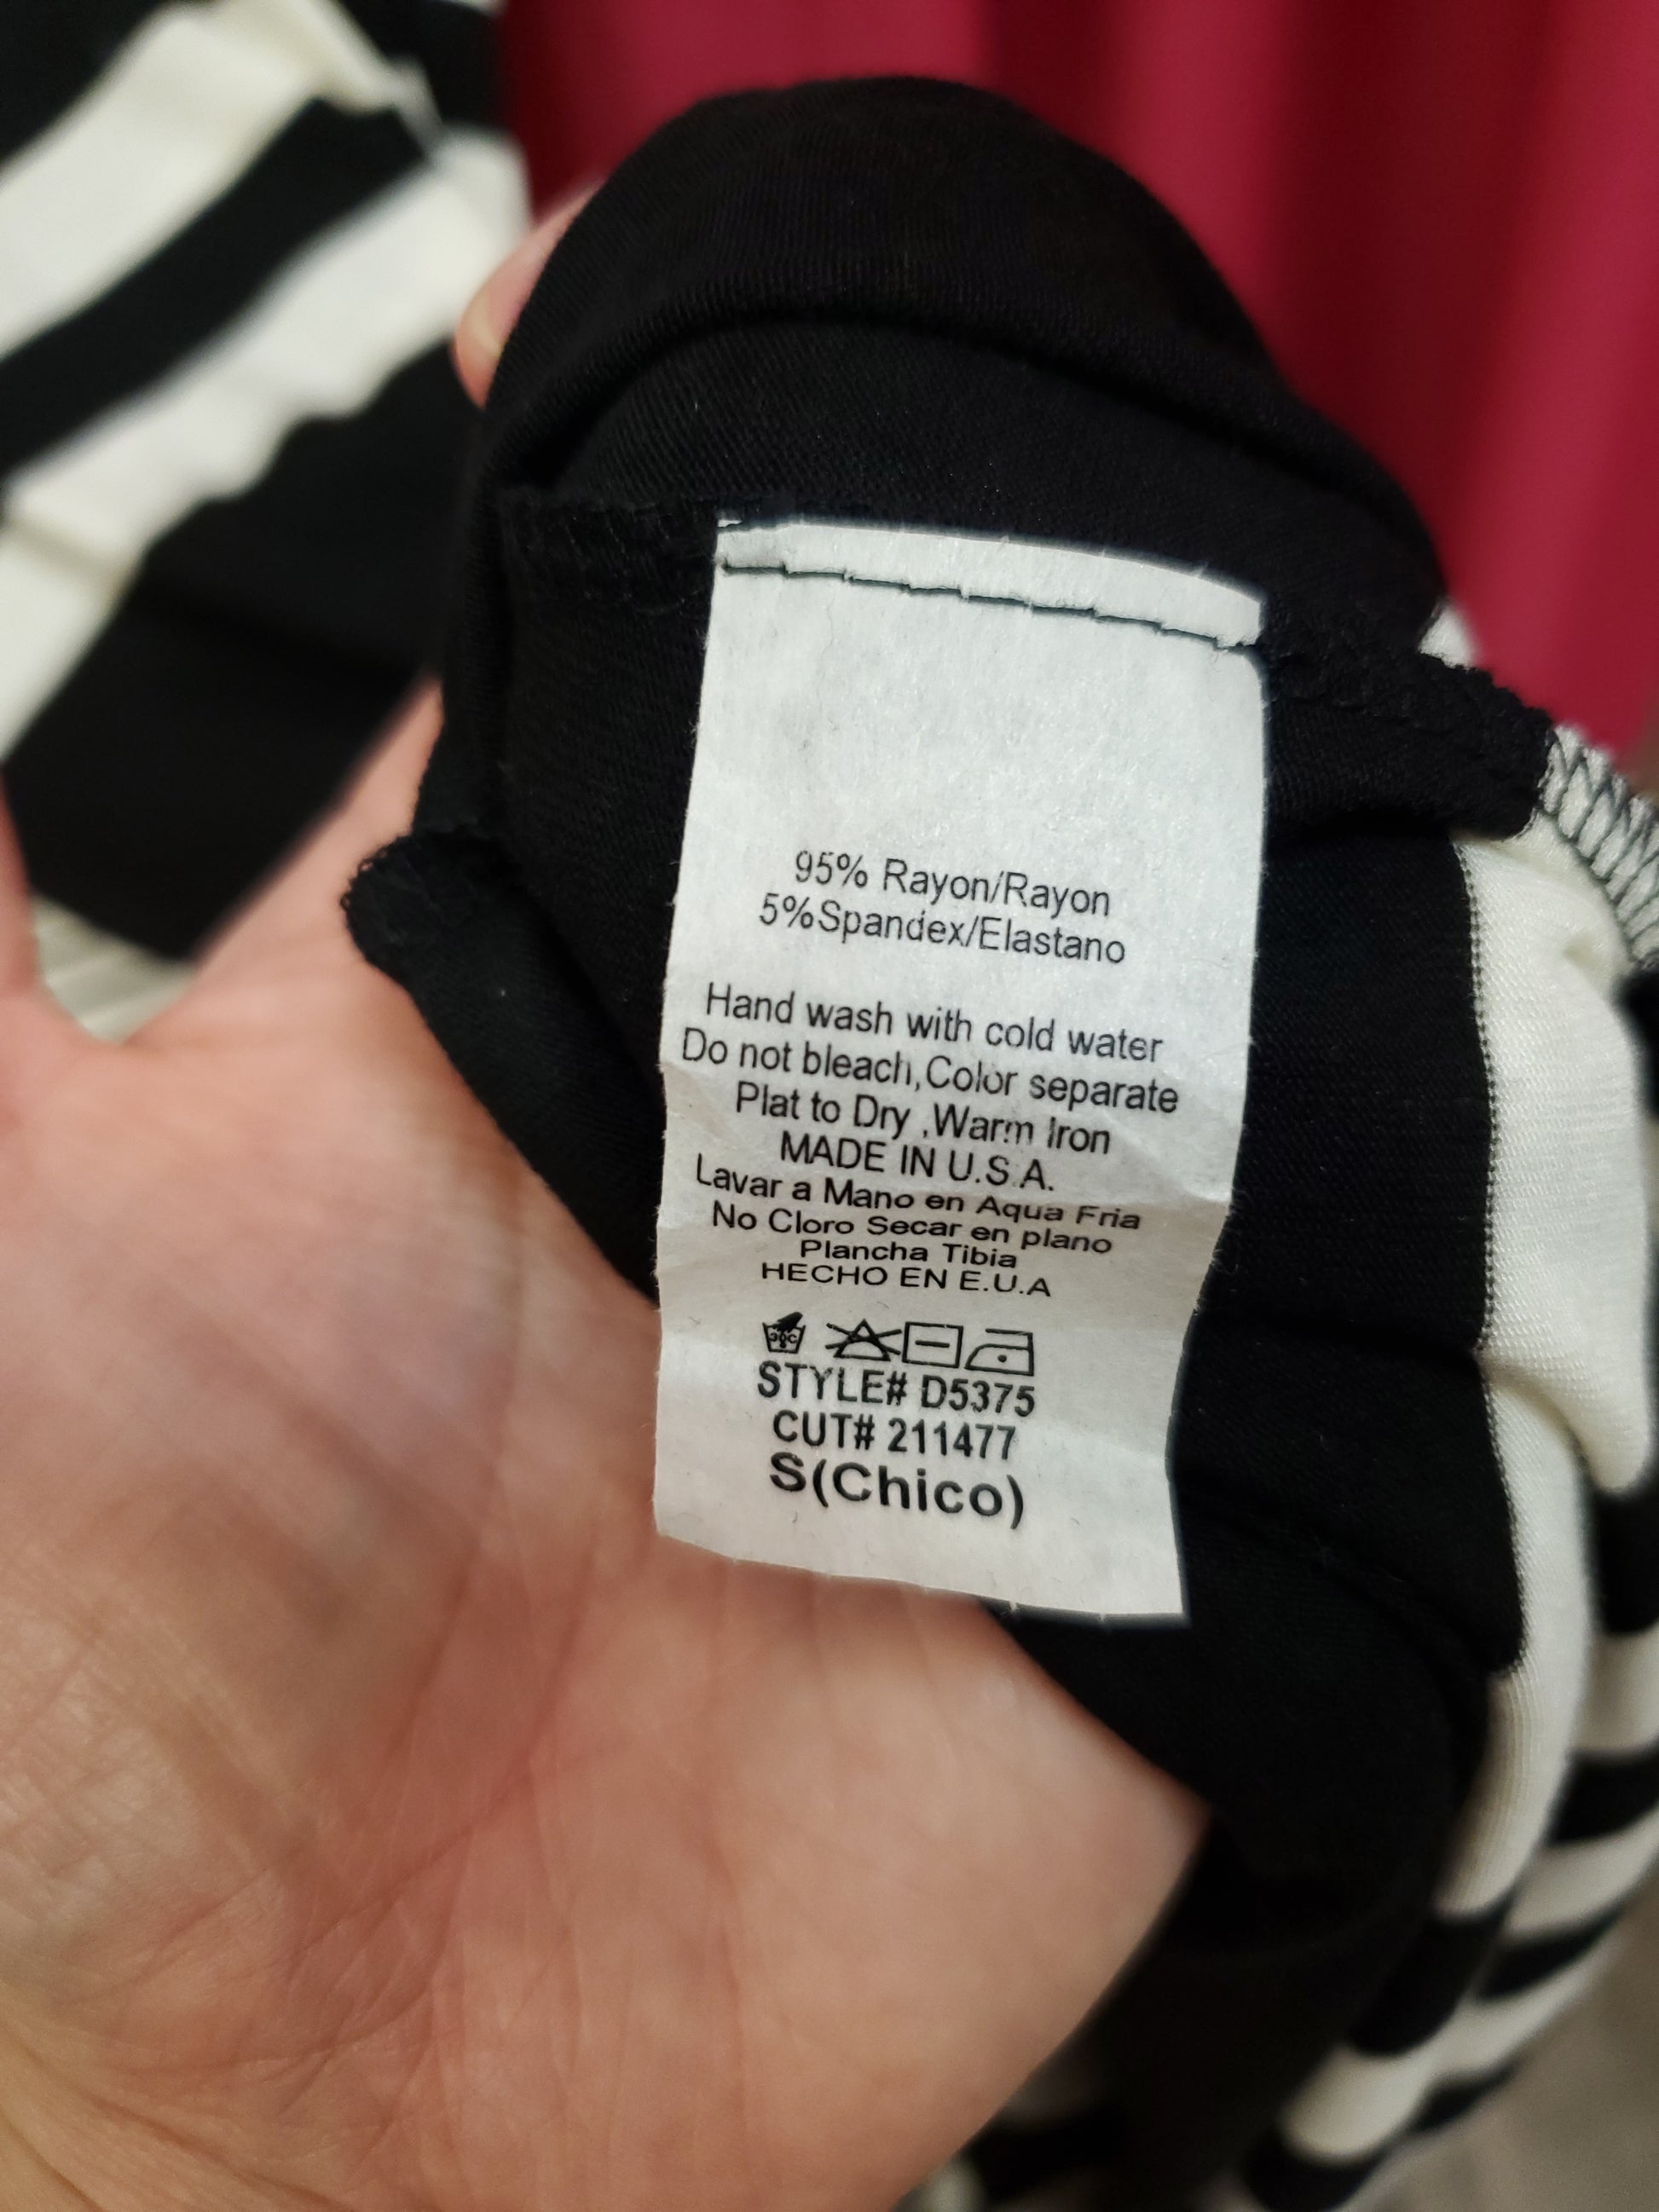 95% Rayon/Rayon
5%Spandex/Elastano
Hand wash with cold water
Do not bleach,Color separate
Plat to Dry ,Warm Iron
MADE IN U.S.A.
Lavar a Mano en Aqua Fria
No Cloro Secar en plano
Plancha Tibia
HECHO EN E.U.A
30C
STYLE# D5375
CUT# 211477
S(Chico)